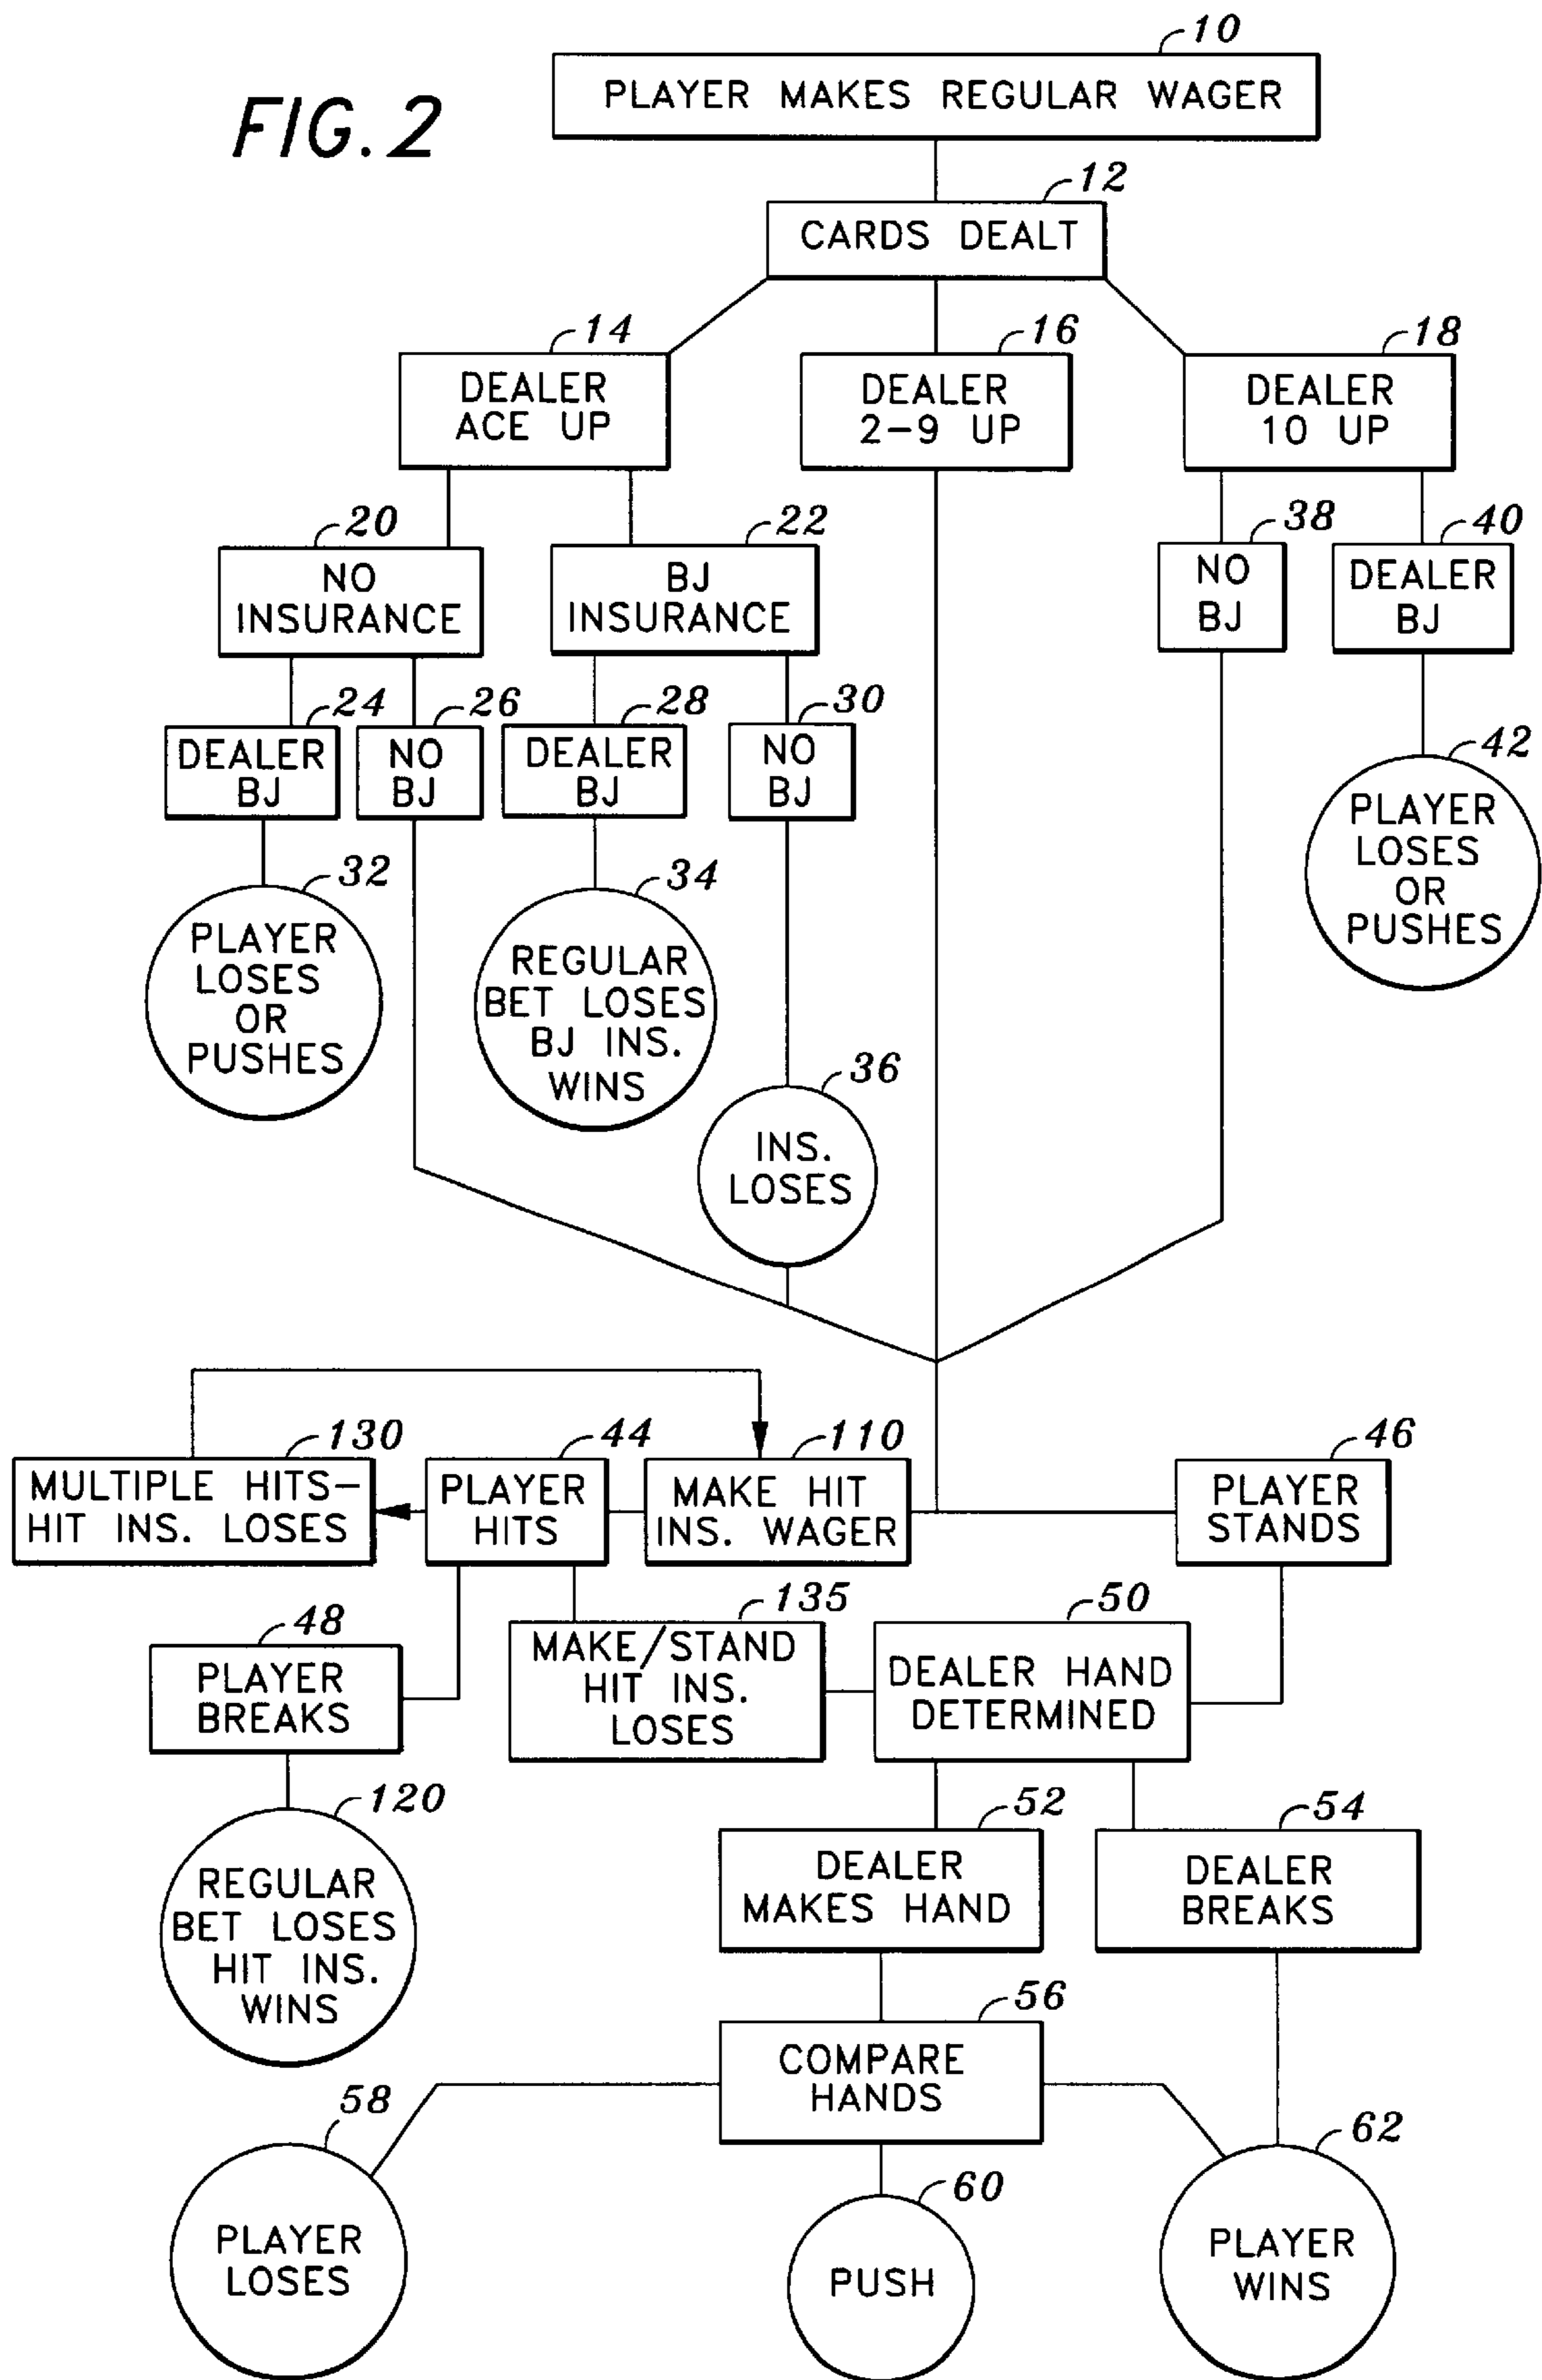 FIG. 2
10
PLAYER MAKES REGULAR WAGER
12
CARDS DEALT
14
DEALER
ACE UP
16
DEALER
2-9 UP
18
DEALER
10 UP
20
NO
INSURANCE
22
BJ
INSURANCE
38
NO
BJ
40
DEALER
BJ
24
DEALER
BJ
26
NO
BJ
28
DEALER
BJ
30
NO
BJ
42
PLAYER
LOSES
OR
PUSHES
32
PLAYER
LOSES
OR
PUSHES
34
REGULAR
BET LOSES
BJ INS.
WINS
36
INS.
LOSES
130
MULTIPLE HITS-
HIT INS. LOSES
44
PLAYER
HITS
110
MAKE HIT
INS. WAGER
46
PLAYER
STANDS
48
PLAYER
BREAKS
135
MAKE/STAND
HIT INS.
LOSES
50
DEALER HAND
DETERMINED
120
REGULAR
BET LOSES
HIT INS.
WINS
52
DEALER
MAKES HAND
54
DEALER
BREAKS
56
COMPARE
HANDS
58
PLAYER
LOSES
60
PUSH
62
PLAYER
WINS